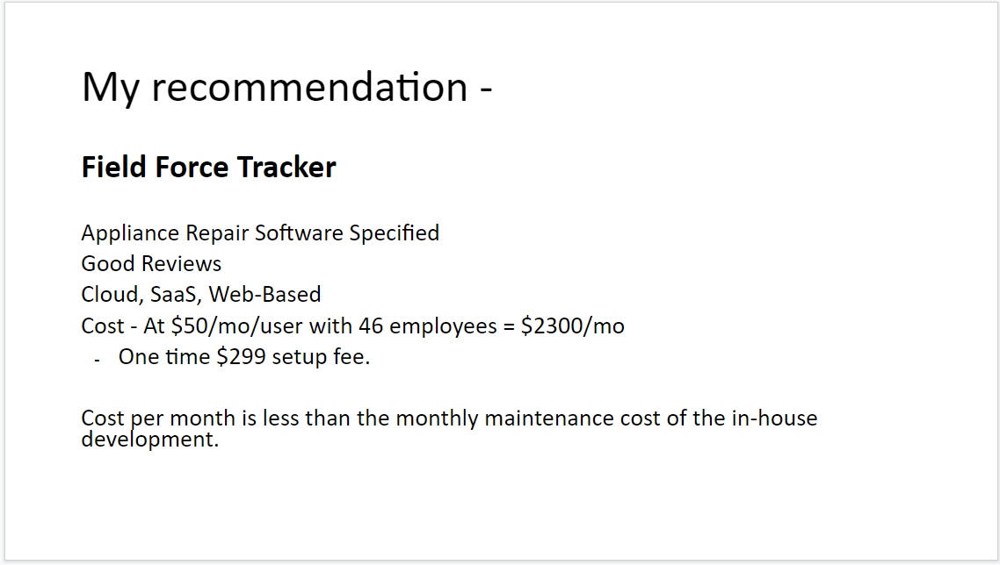 My recommendation -
Field Force Tracker
Appliance Repair Software Specified
Good Reviews
Cloud, SaaS, Web-Based
Cost - At $50/mo/user with 46 employees = $2300/mo
- One time $299 setup fee.
Cost per month is less than the monthly maintenance cost of the in-house
development.